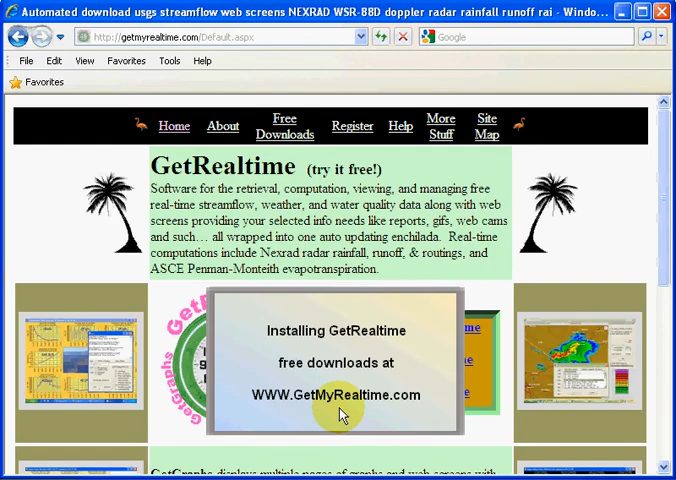 Automated download usgs streamflow web screens NEXRAD WSR-88D doppler radar rainfall runoff rai - Windo...
http://getmyrealtime.com/Default.aspx
Google
File Edit View Favorites Tools Help
Favorites
Home About Free Downloads Register Help More Stuff Site Map
GetRealtime (try it free!)
Software for the retrieval, computation, viewing, and managing free
real-time streamflow, weather, and water quality data along with web
screens providing your selected info needs like reports, gifs, web cams
and such... all wrapped into one auto updating enchilada. Real-time
computations include Nexrad radar rainfall, runoff, & routings, and
ASCE Penman-Monteith evapotranspiration.
Installing GetRealtime
free downloads at
WWW.GetMyRealtime.com
GetGraphs
GetGraphs displays multiple pages of graphs and web screens with